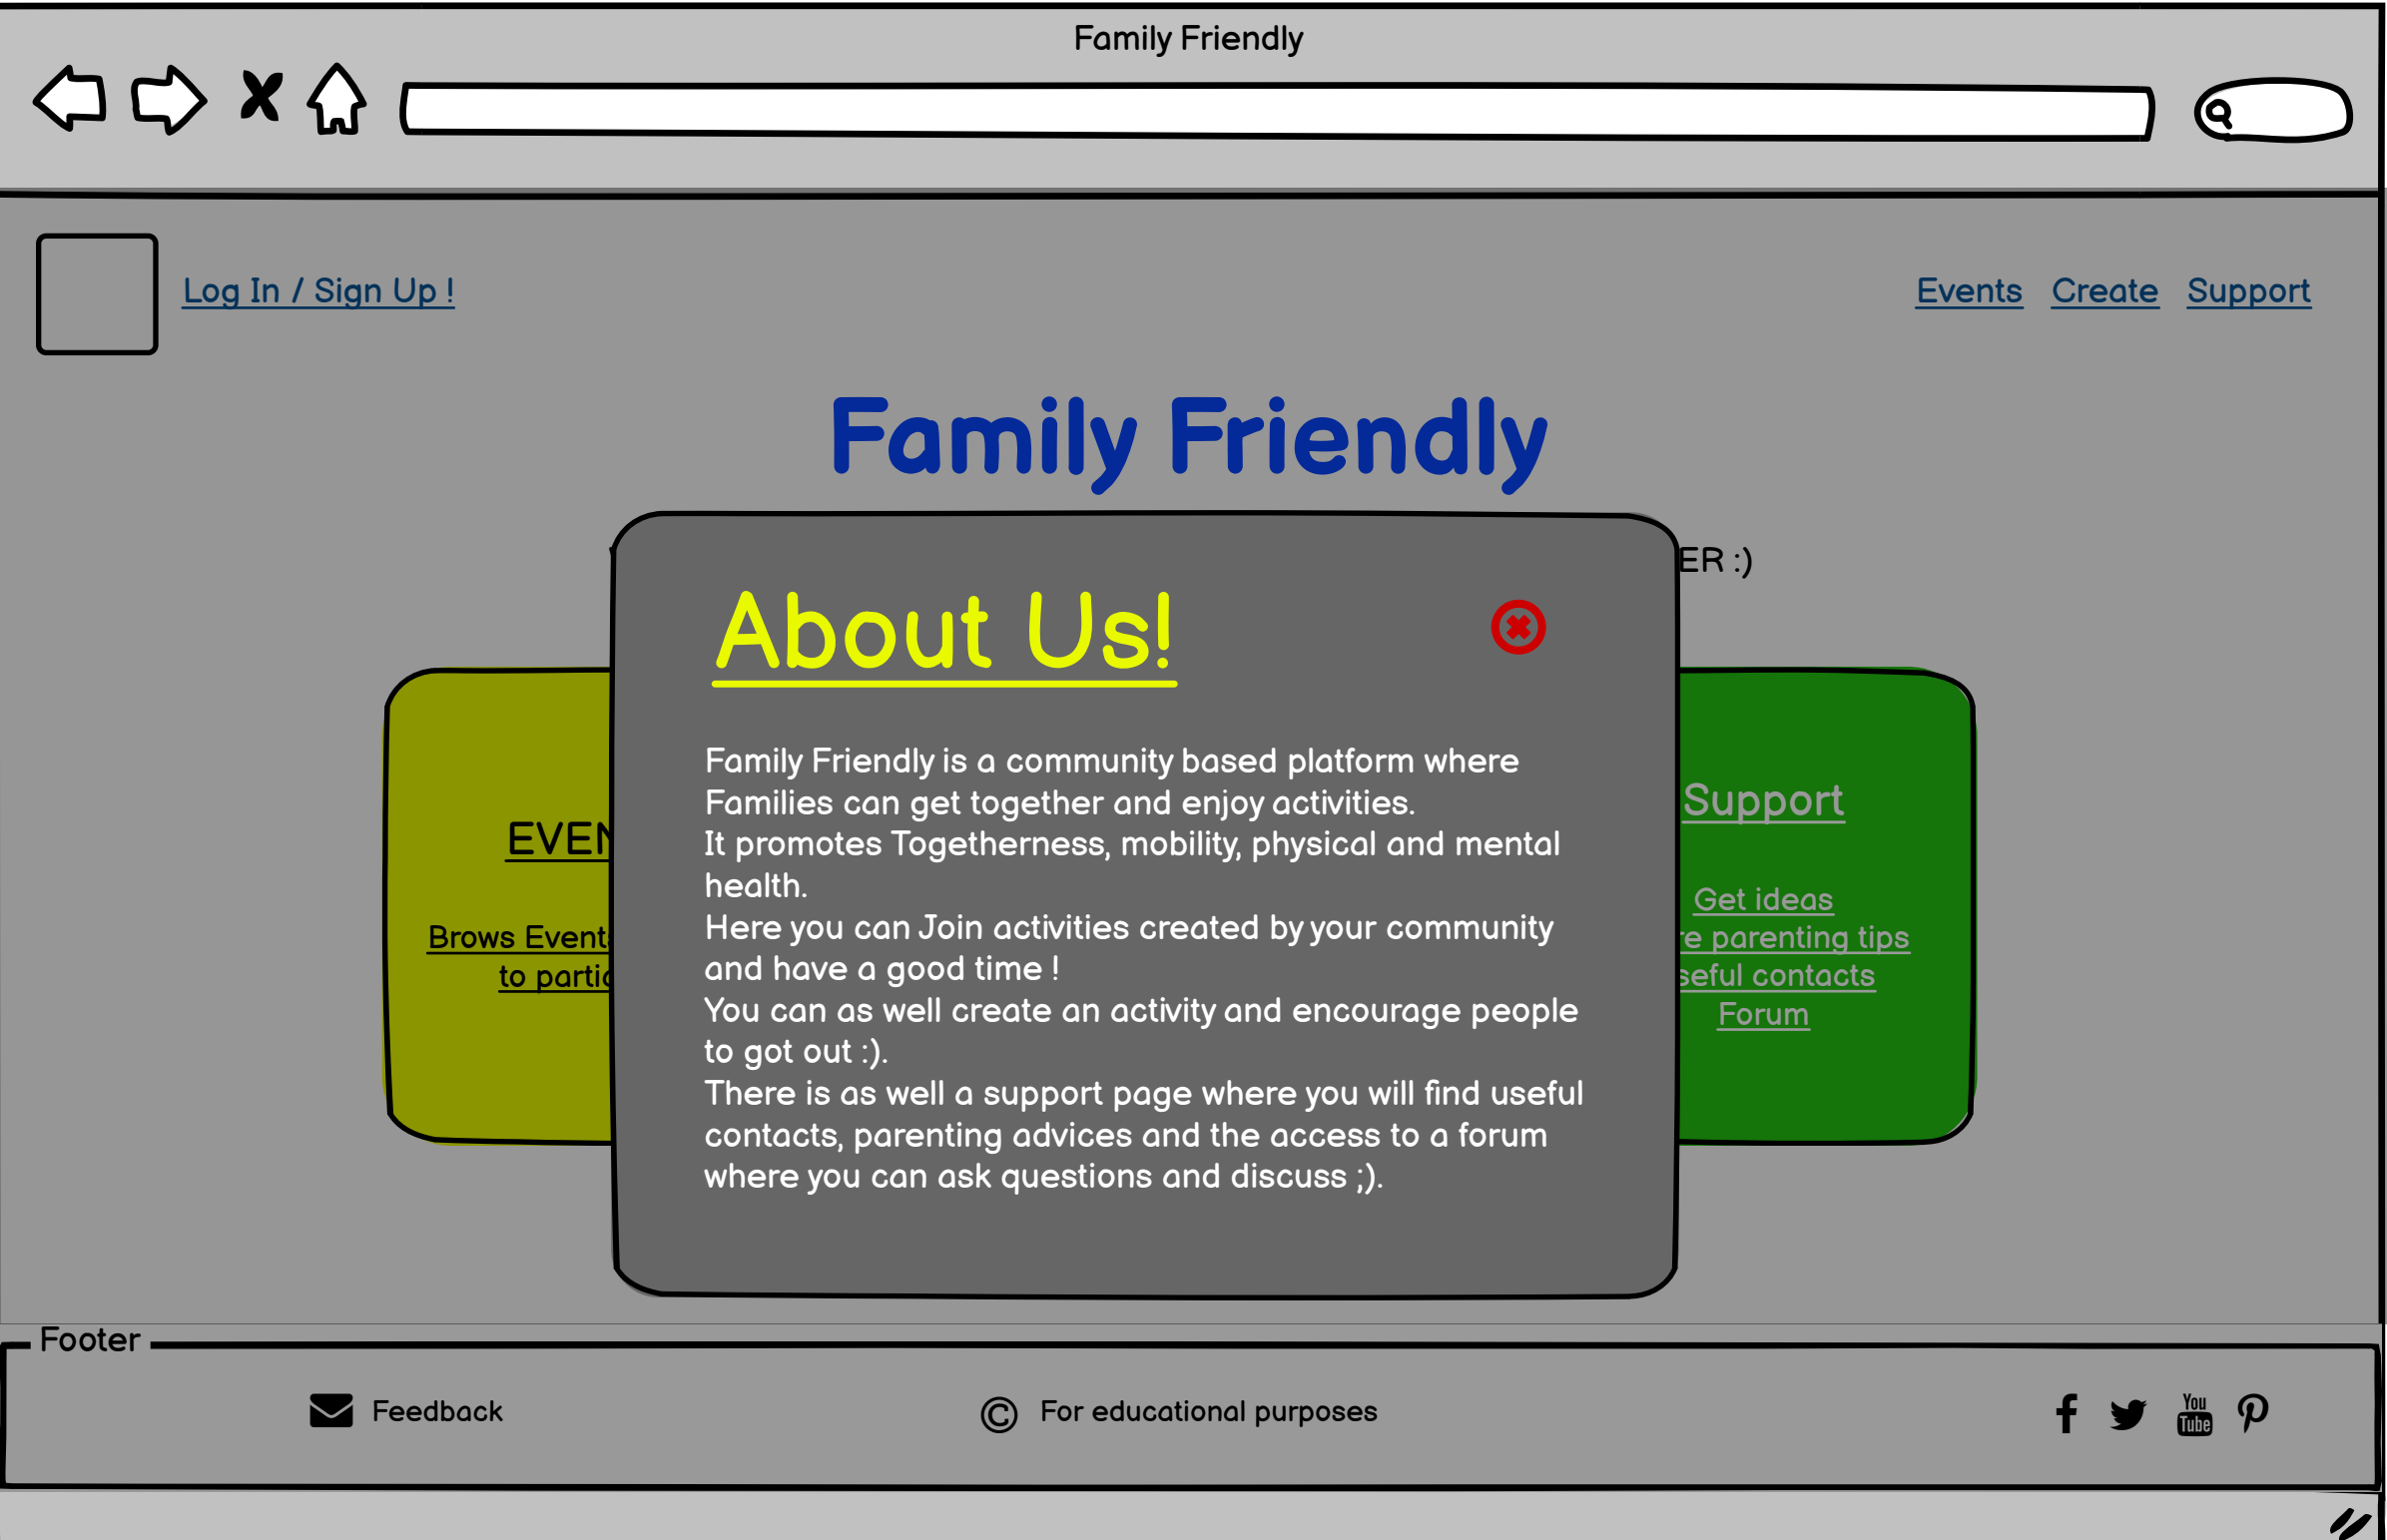 Family Friendly
Log In / Sign Up !
Events Create Support
Family Friendly
ER :)
About Us!
Family Friendly is a community based platform where
Families can get together and enjoy activities.
It promotes Togetherness, mobility, physical and mental
health.
Here you can Join activities created by your community
and have a good time !
You can as well create an activity and encourage people
to got out :).
There is as well a support page where you will find useful
contacts, parenting advices and the access to a forum
where you can ask questions and discuss ;).
EVEN
Brows Events
to partic
Support
Get ideas
re parenting tips
seful contacts
Forum
Footer
Feedback
© For educational purposes
You
Tube